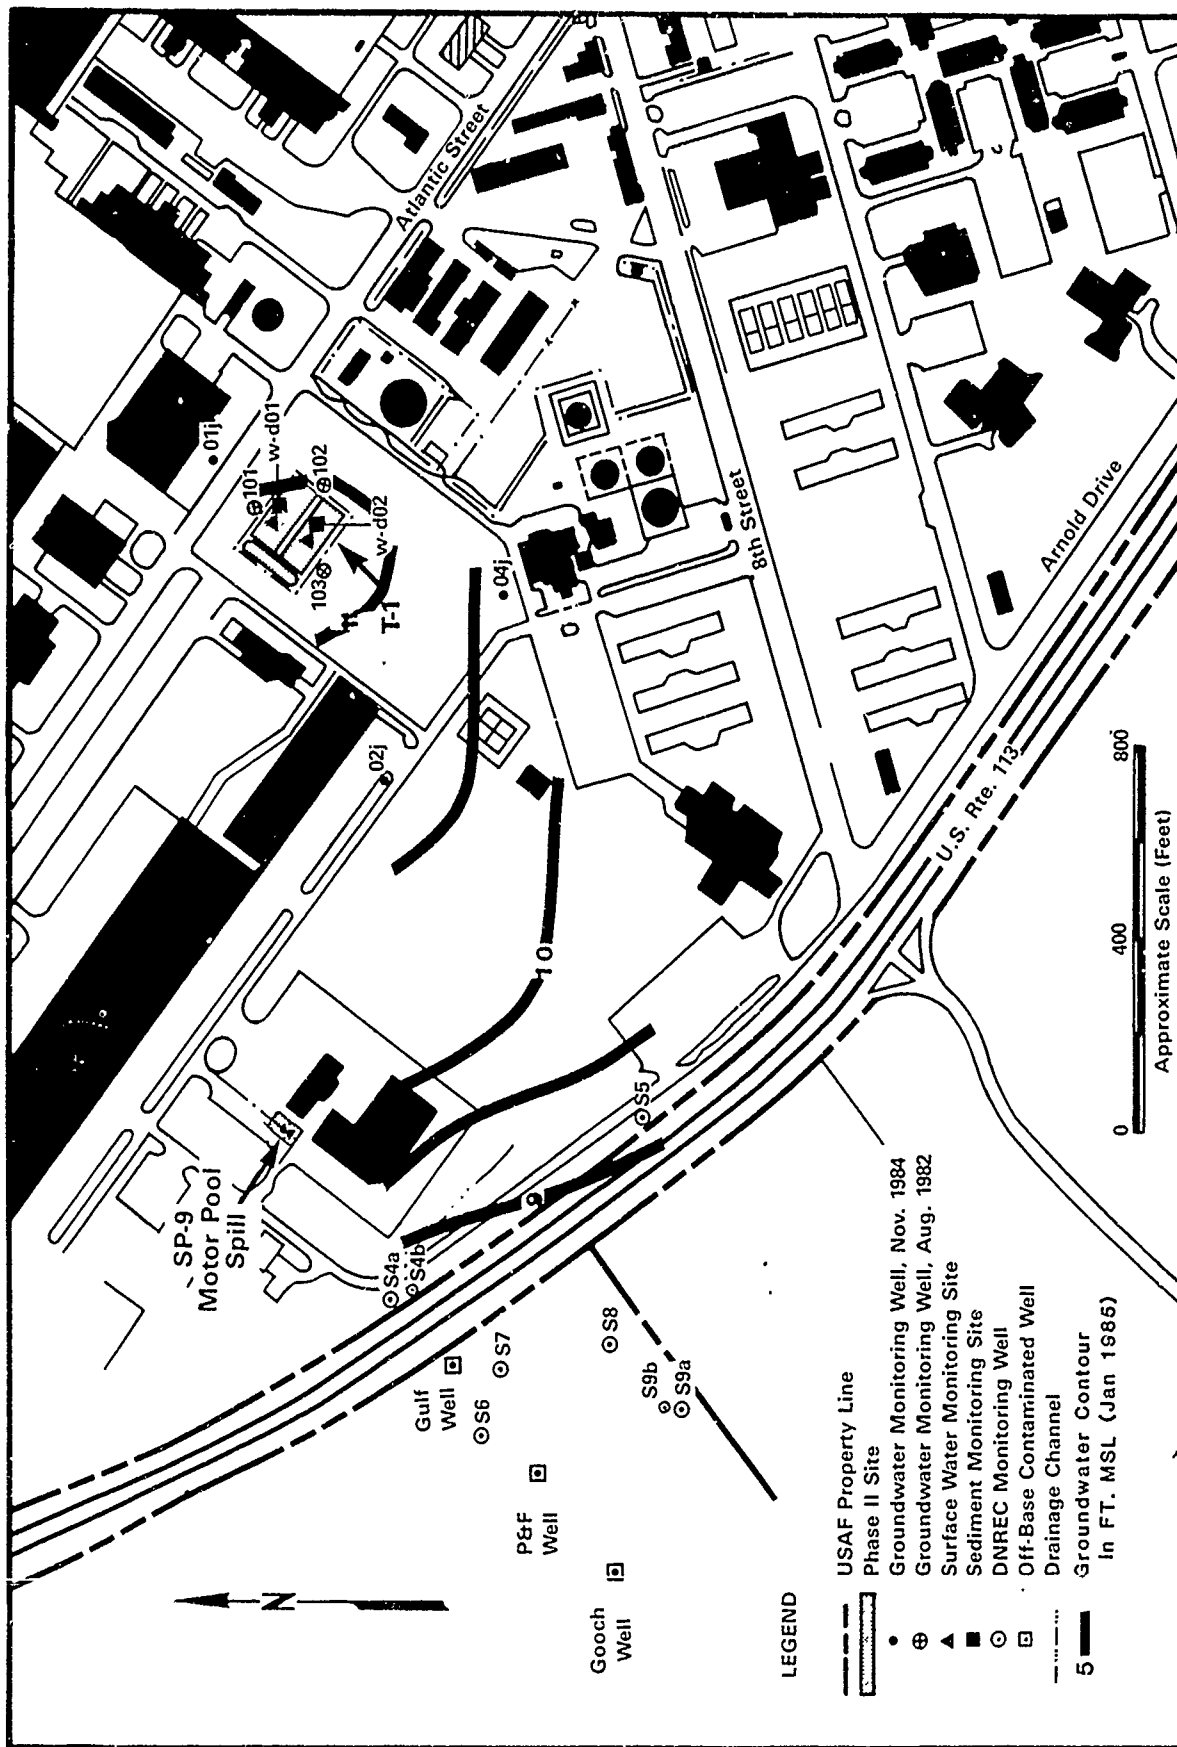 Atlantic Street
01j
101
w-d01
102
w-d02
103
T-1
11
04j
02j
8th Street
Arnold Drive
U.S. Rte. 113
10
SP-9
Motor Pool
Spill
S5
S4a
S4b
Gulf
Well
S7
S6
S8
S9b
S9a
P&F
Well
Gooch
Well
N
0
400
800
Approximate Scale (Feet)
LEGEND
USAF Property Line
Phase II Site
Groundwater Monitoring Well, Nov. 1984
Groundwater Monitoring Well, Aug. 1982
Surface Water Monitoring Site
Sediment Monitoring Site
DNREC Monitoring Well
Off-Base Contaminated Well
Drainage Channel
5
Groundwater Contour
In FT. MSL (Jan 1985)